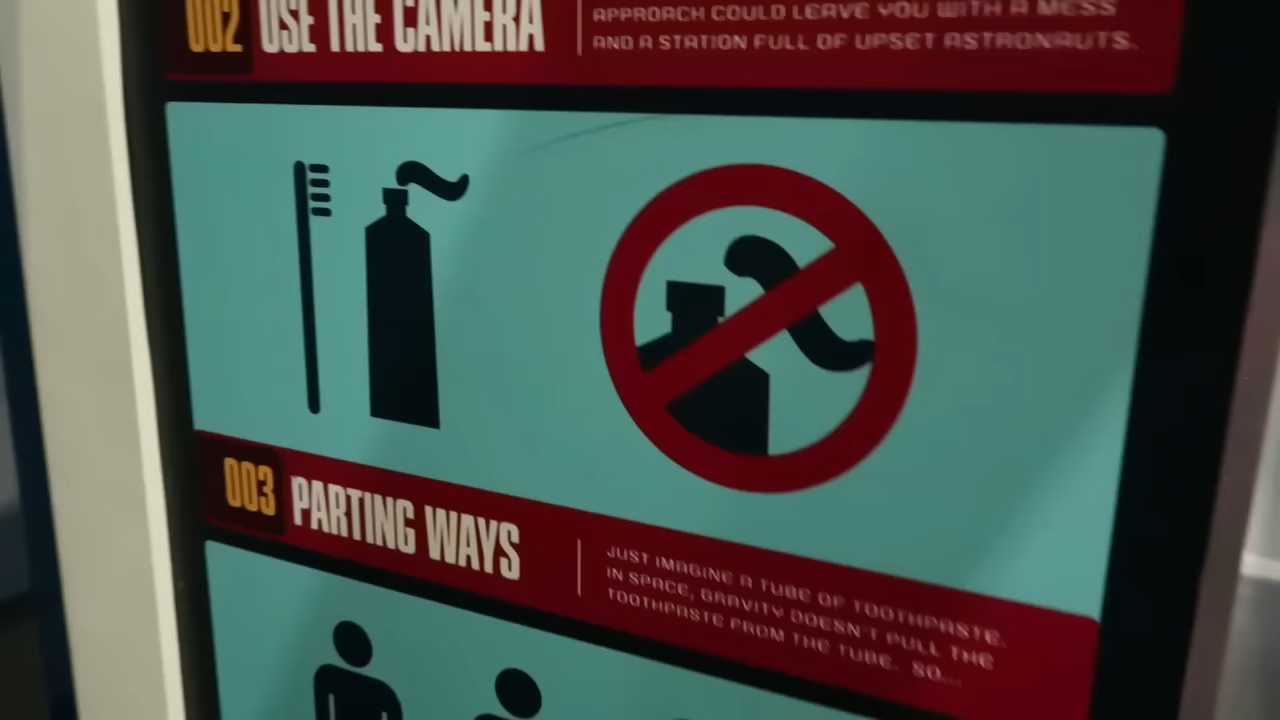 002 USE THE CAMERA
APPROACH COULD LEAVE YOU WITH A MESS
AND A STATION FULL OF UPSET ASTRONAUTS.
003 PARTING WAYS
JUST IMAGINE A TUBE OF TOOTHPASTE.
IN SPACE, GRAVITY DOESN'T PULL THE
TOOTHPASTE FROM THE TUBE. SO...